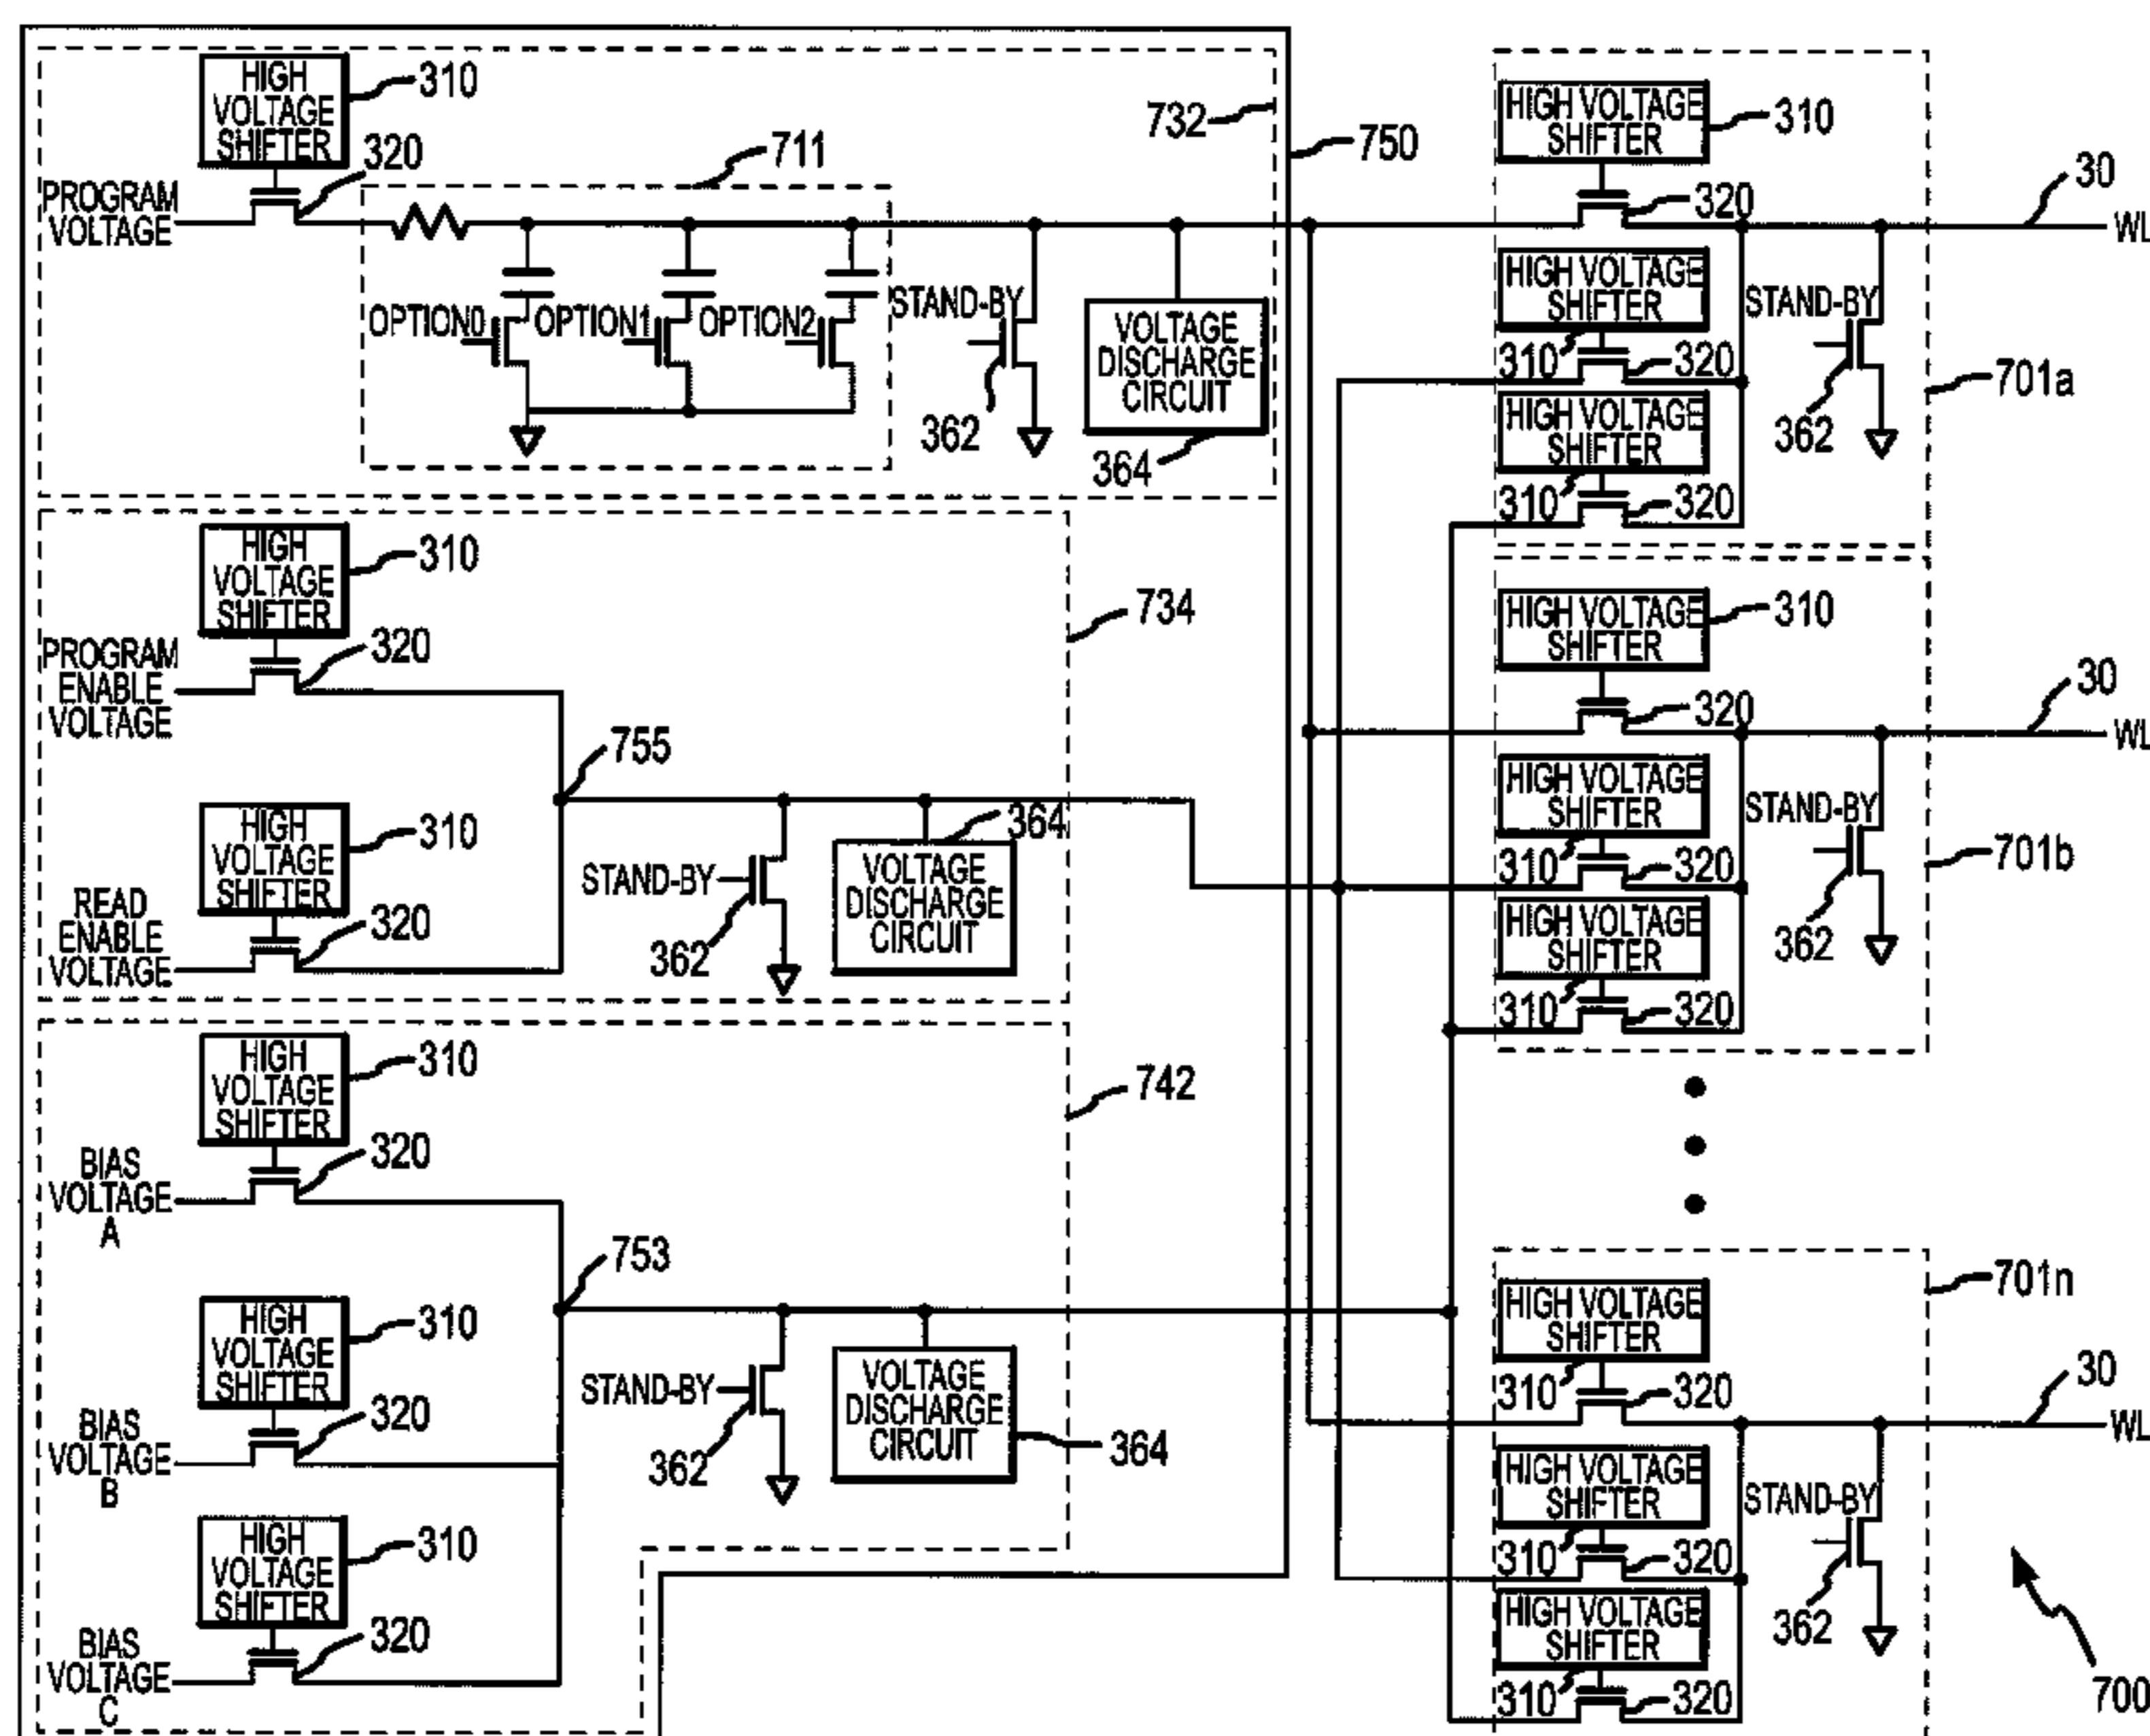 HIGH
VOLTAGE
SHIFTER
310
320
PROGRAM
VOLTAGE
711
732
750
OPTION0
OPTION1
OPTION2
STAND-BY
362
VOLTAGE
DISCHARGE
CIRCUIT
364
HIGH
VOLTAGE
SHIFTER
310
320
PROGRAM
ENABLE
VOLTAGE
734
755
HIGH
VOLTAGE
SHIFTER
310
320
READ
ENABLE
VOLTAGE
STAND-BY
362
364
VOLTAGE
DISCHARGE
CIRCUIT
HIGH
VOLTAGE
SHIFTER
310
320
BIAS
VOLTAGE
A
742
753
HIGH
VOLTAGE
SHIFTER
310
320
BIAS
VOLTAGE
B
STAND-BY
362
VOLTAGE
DISCHARGE
CIRCUIT
364
HIGH
VOLTAGE
SHIFTER
310
320
BIAS
VOLTAGE
C
HIGH VOLTAGE
SHIFTER
310
320
30
WL
HIGH VOLTAGE
SHIFTER
310
320
HIGH VOLTAGE
SHIFTER
310
320
STAND-BY
362
701a
HIGH VOLTAGE
SHIFTER
310
320
30
WL
HIGH VOLTAGE
SHIFTER
310
320
HIGH VOLTAGE
SHIFTER
310
320
STAND-BY
362
701b
701n
HIGH VOLTAGE
SHIFTER
310
320
30
WL
HIGH VOLTAGE
SHIFTER
310
320
HIGH VOLTAGE
SHIFTER
310
320
STAND-BY
362
700